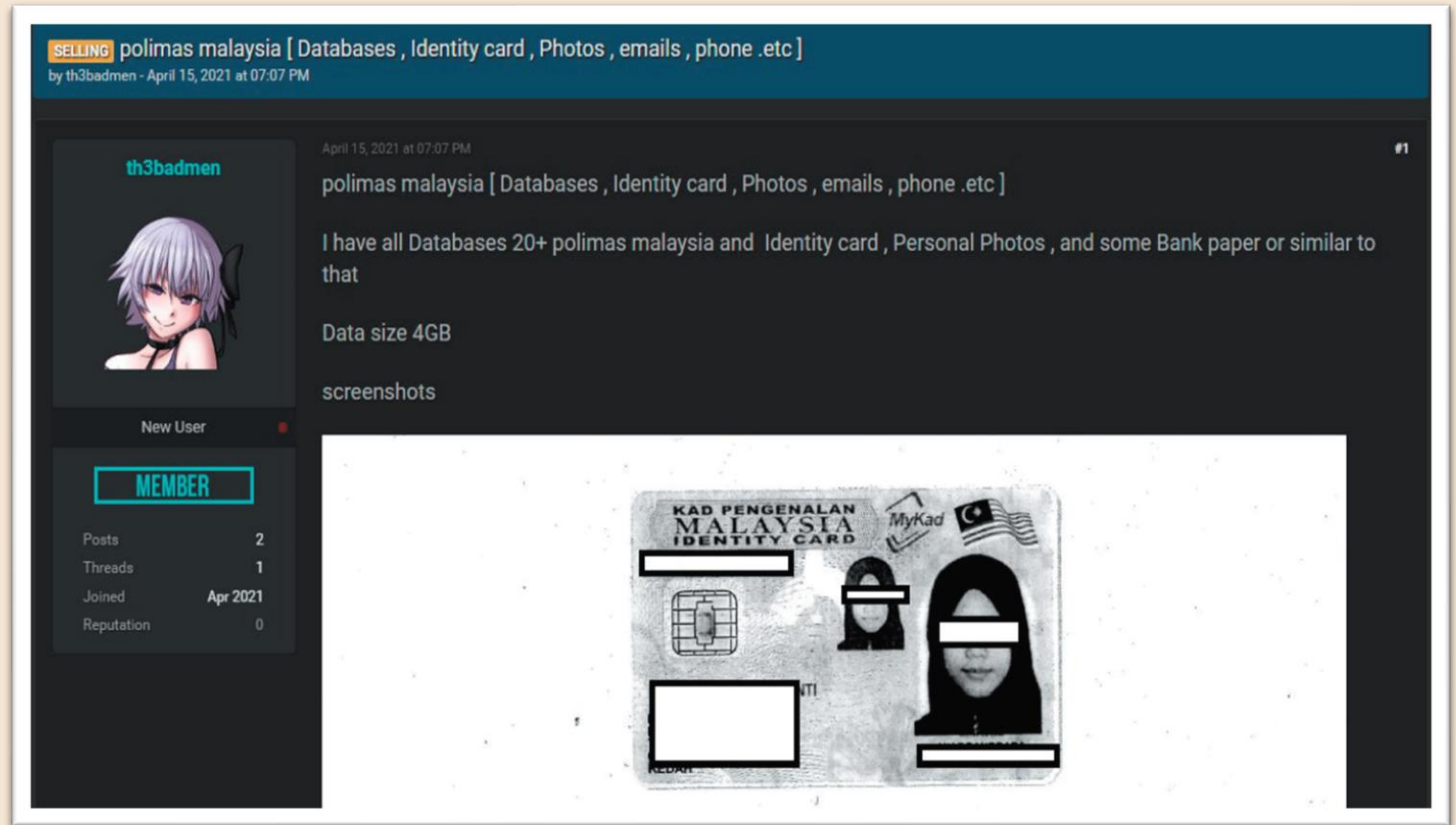 SELLING polimas malaysia [ Databases , Identity card , Photos , emails , phone .etc ]
by th3badmen - April 15, 2021 at 07:07 PM
th3badmen
New User
MEMBER
Posts 2
Threads 1
Joined Apr 2021
Reputation 0
April 15, 2021 at 07:07 PM #1
polimas malaysia [ Databases , Identity card , Photos , emails , phone .etc ]
I have all Databases 20+ polimas malaysia and Identity card , Personal Photos , and some Bank paper or similar to
that
Data size 4GB
screenshots
KAD PENGENALAN
MALAYSIA
IDENTITY CARD
MyKad
NTI
KEDAH